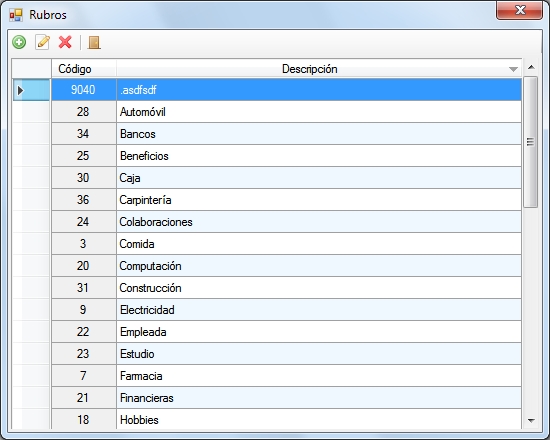 Rubros
Código Descripción
9040 .asdfsdf
28 Automóvil
34 Bancos
25 Beneficios
30 Caja
36 Carpintería
24 Colaboraciones
3 Comida
20 Computación
31 Construcción
9 Electricidad
22 Empleada
23 Estudio
7 Farmacia
21 Financieras
18 Hobbies